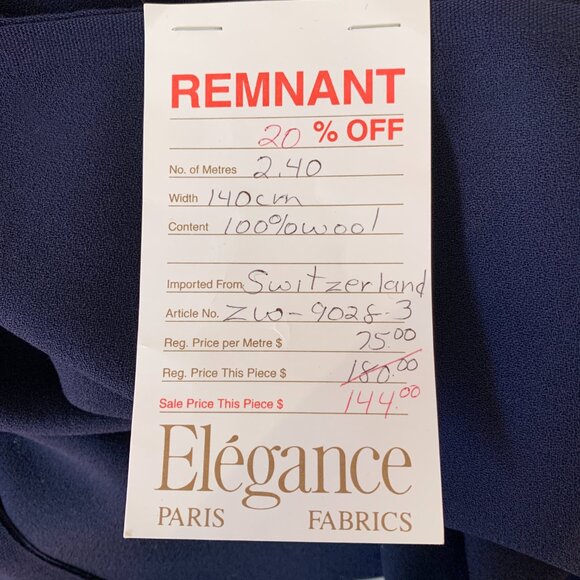 REMNANT
20 % OFF
No. of Metres 2.40
Width 140cm
Content 100%wool
Imported From Switzerland
Article No. ZW-9028-3
Reg. Price per Metre $ 75.00
Reg. Price This Piece $ 180.00
Sale Price This Piece $ 144.00
Elégance
PARIS FABRICS